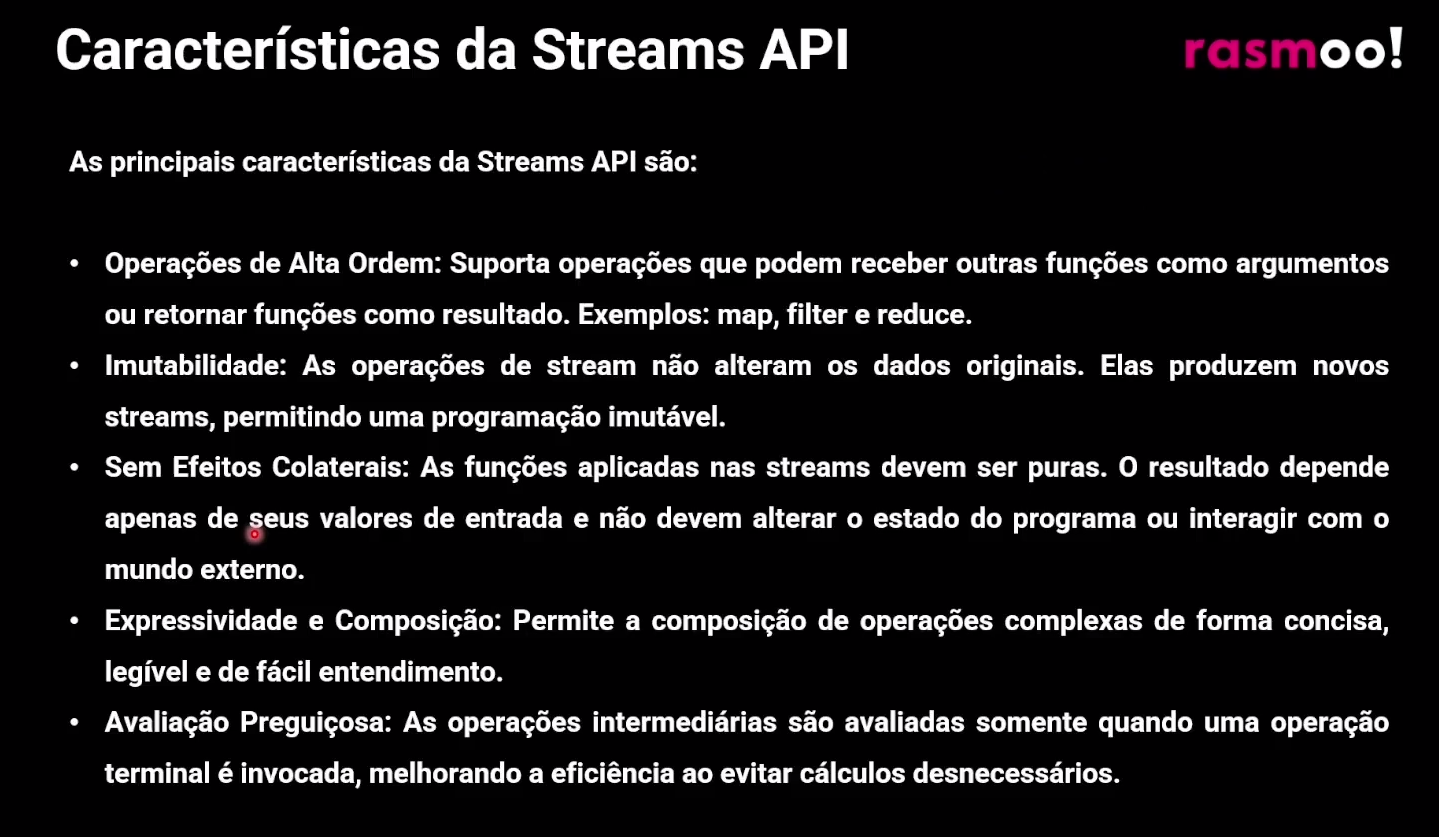 Características da Streams API
rasmoo!
As principais características da Streams API são:
• Operações de Alta Ordem: Suporta operações que podem receber outras funções como argumentos
ou retornar funções como resultado. Exemplos: map, filter e reduce.
• Imutabilidade: As operações de stream não alteram os dados originais. Elas produzem novos
streams, permitindo uma programação imutável.
• Sem Efeitos Colaterais: As funções aplicadas nas streams devem ser puras. O resultado depende
apenas de seus valores de entrada e não devem alterar o estado do programa ou interagir com o
mundo externo.
• Expressividade e Composição: Permite a composição de operações complexas de forma concisa,
legível e de fácil entendimento.
• Avaliação Preguiçosa: As operações intermediárias são avaliadas somente quando uma operação
terminal é invocada, melhorando a eficiência ao evitar cálculos desnecessários.